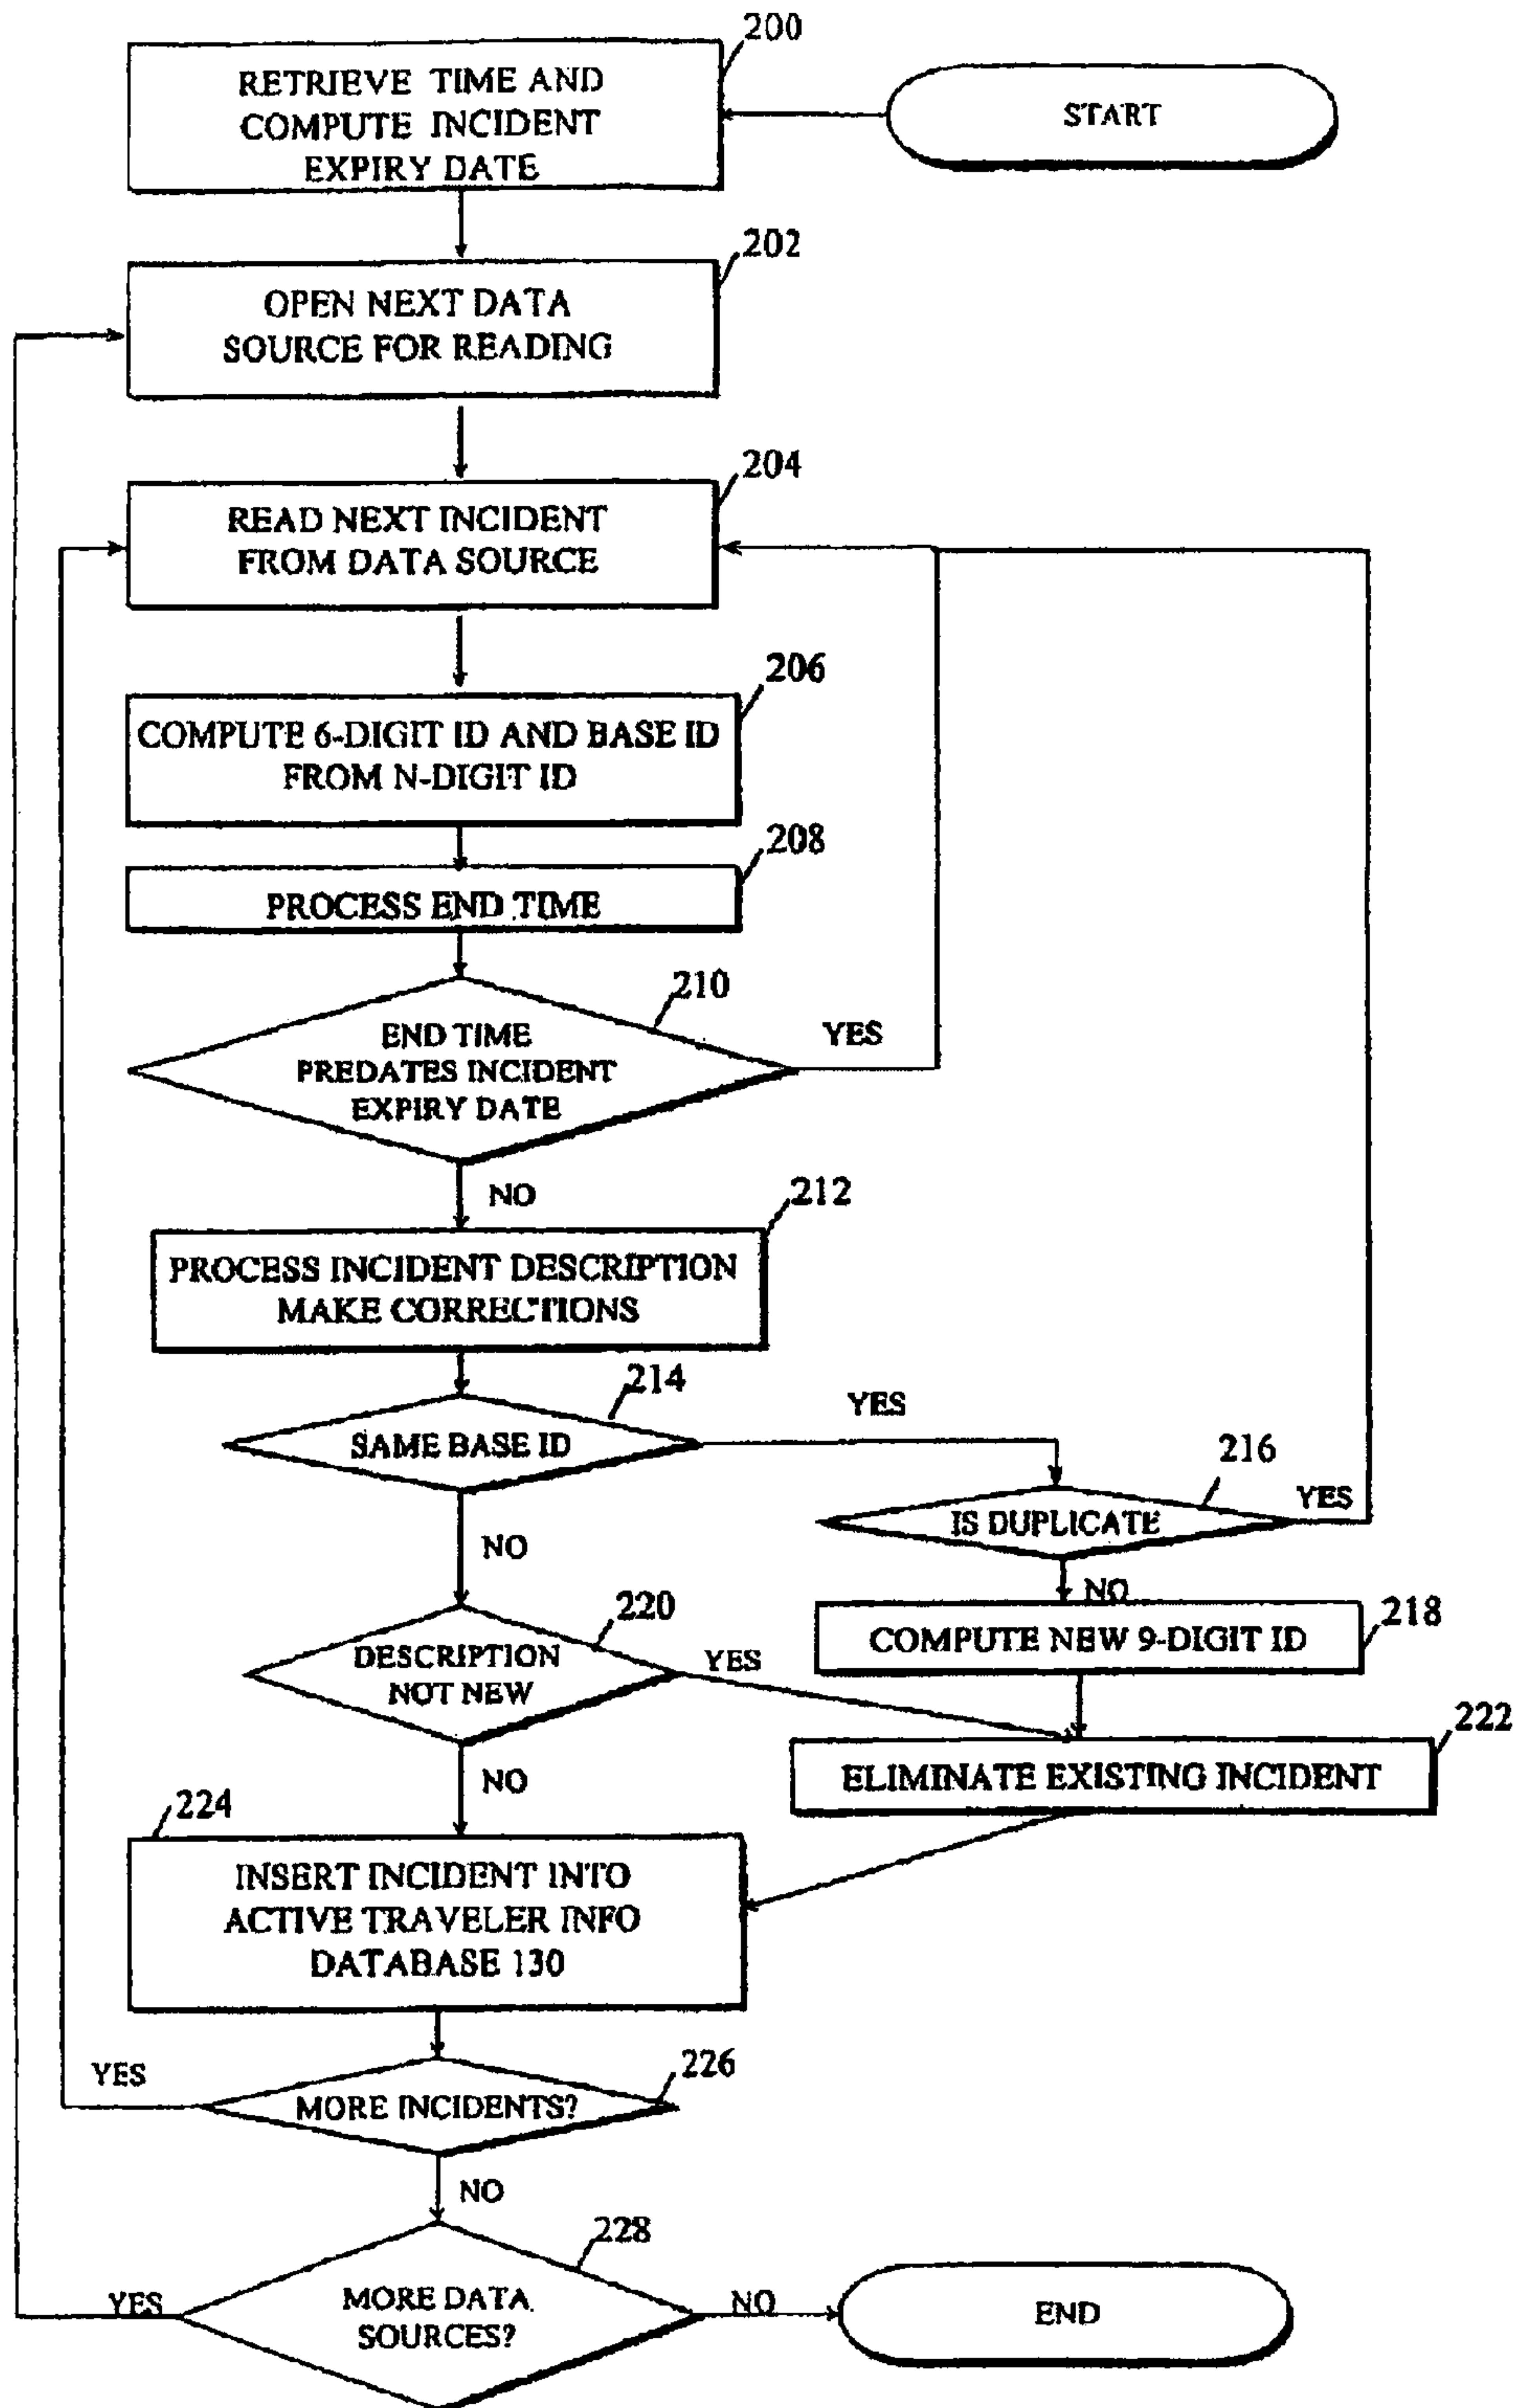 200
RETRIEVE TIME AND
COMPUTE INCIDENT
EXPIRY DATE
START
202
OPEN NEXT DATA
SOURCE FOR READING
204
READ NEXT INCIDENT
FROM DATA SOURCE
206
COMPUTE 6-DIGIT ID AND BASE ID
FROM N-DIGIT ID
208
PROCESS END TIME
210
END TIME
PREDATES INCIDENT
EXPIRY DATE
YES
NO
212
PROCESS INCIDENT DESCRIPTION
MAKE CORRECTIONS
214
SAME BASE ID
YES
216
IS DUPLICATE
YES
NO
NO
218
COMPUTE NEW 9-DIGIT ID
220
DESCRIPTION
NOT NEW
YES
222
ELIMINATE EXISTING INCIDENT
NO
224
INSERT INCIDENT INTO
ACTIVE TRAVELER INFO
DATABASE 130
226
MORE INCIDENTS?
YES
NO
228
MORE DATA
SOURCES?
YES
NO
END